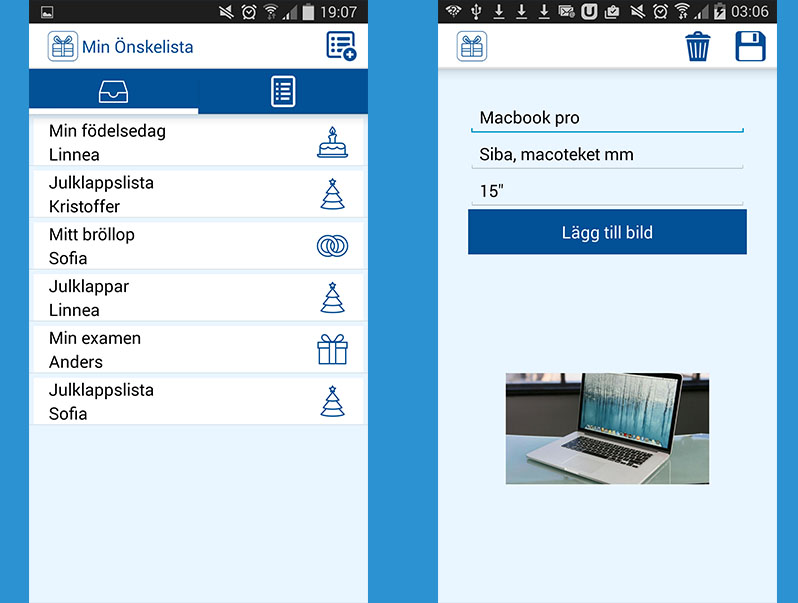 19:07
Min Önskelista
Min födelsedag
Linnea
Julklappslista
Kristoffer
Mitt bröllop
Sofia
Julklappar
Linnea
Min examen
Anders
Julklappslista
Sofia
03:06
Macbook pro
Siba, macoteket mm
15"
Lägg till bild